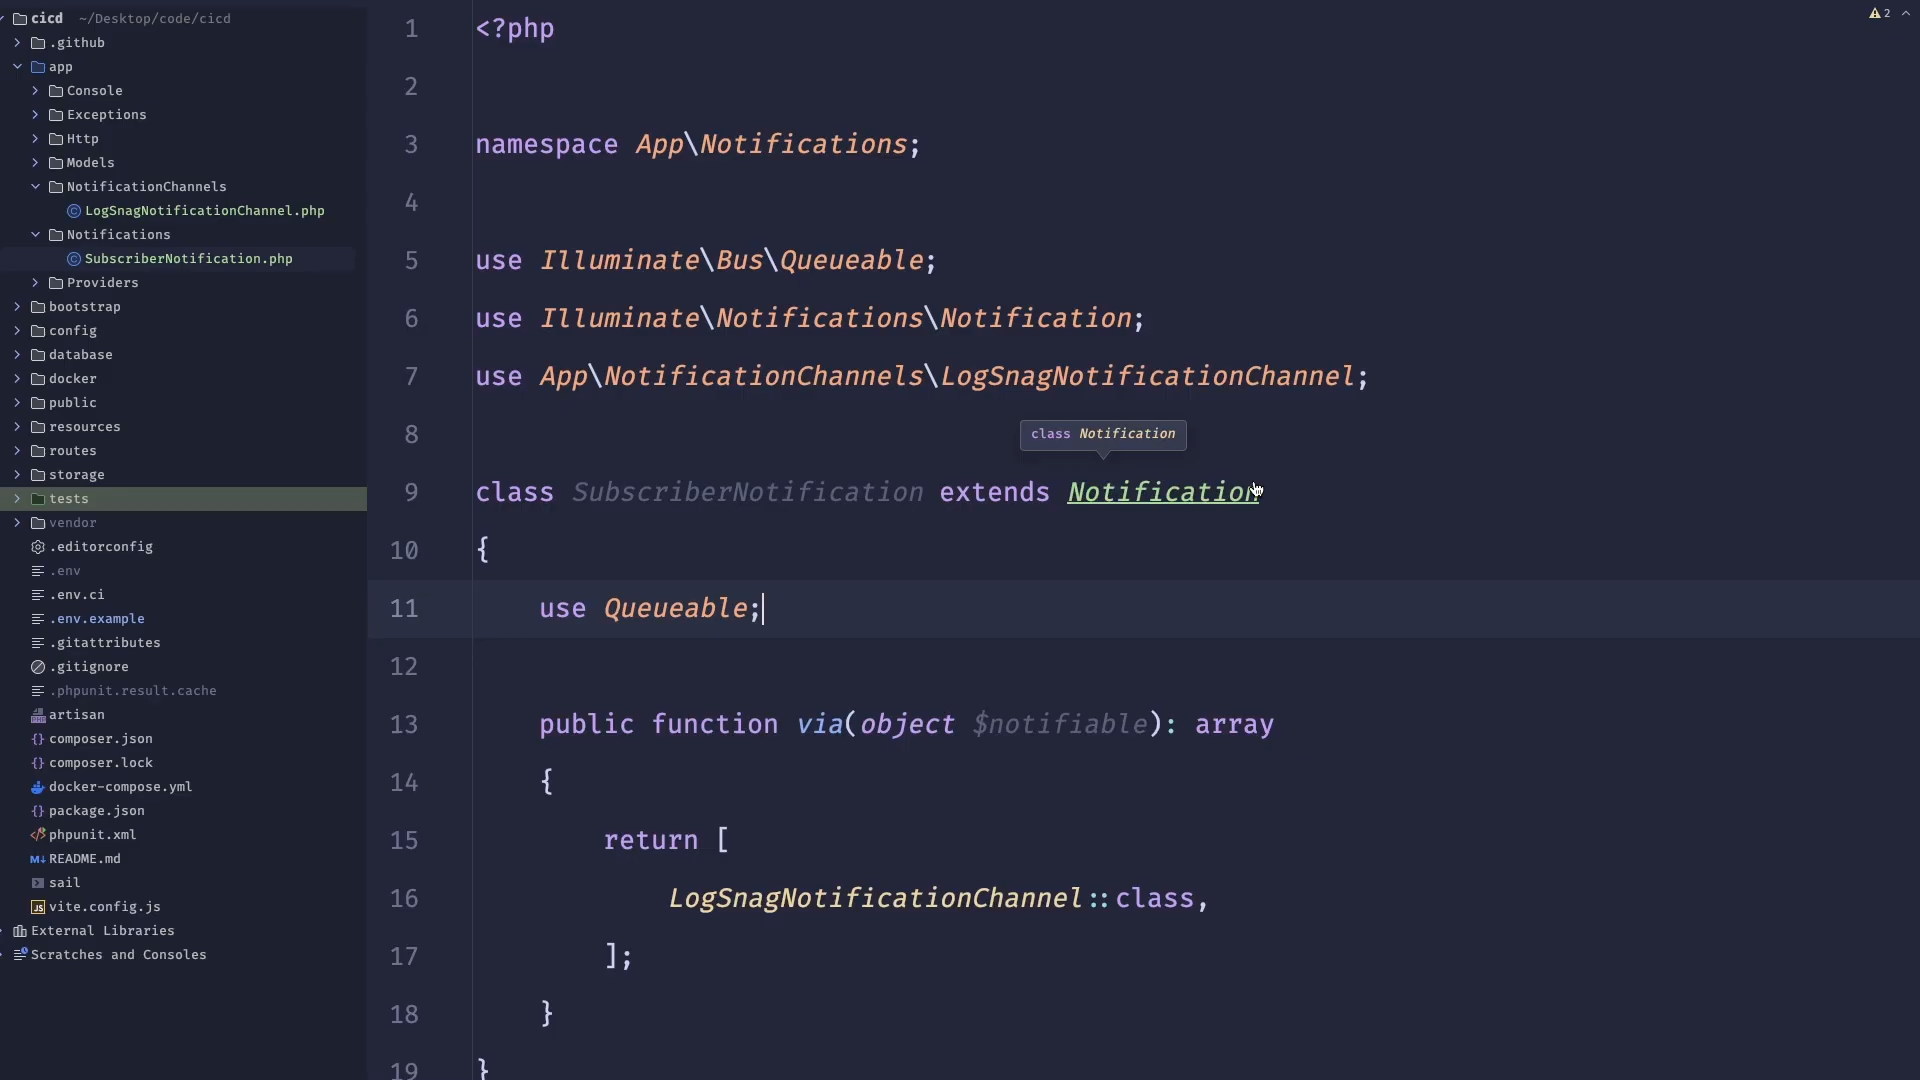 cicd ~/Desktop/code/cicd
.github
app
Console
Exceptions
Http
Models
NotificationChannels
LogSnagNotificationChannel.php
Notifications
SubscriberNotification.php
Providers
bootstrap
config
database
docker
public
resources
routes
storage
tests
vendor
.editorconfig
.env
.env.ci
.env.example
.gitattributes
.gitignore
.phpunit.result.cache
artisan
composer.json
composer.lock
docker-compose.yml
package.json
phpunit.xml
README.md
sail
vite.config.js
External Libraries
Scratches and Consoles
2
1 <?php
2
3 namespace App\Notifications;
4
5 use Illuminate\Bus\Queueable;
6 use Illuminate\Notifications\Notification;
7 use App\NotificationChannels\LogSnagNotificationChannel;
8
class Notification
9 class SubscriberNotification extends Notification
10 {
11 use Queueable;
12
13 public function via(object $notifiable): array
14 {
15 return [
16 LogSnagNotificationChannel::class,
17 ];
18 }
19 }